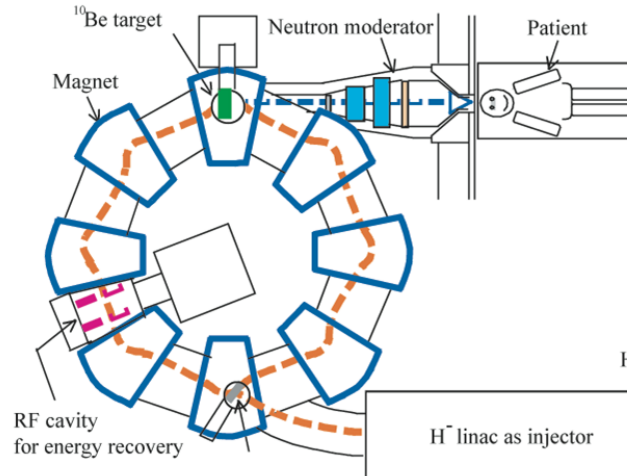 ¹⁰Be target
Neutron moderator
Patient
Magnet
RF cavity
for energy recovery
H⁻ linac as injector
H